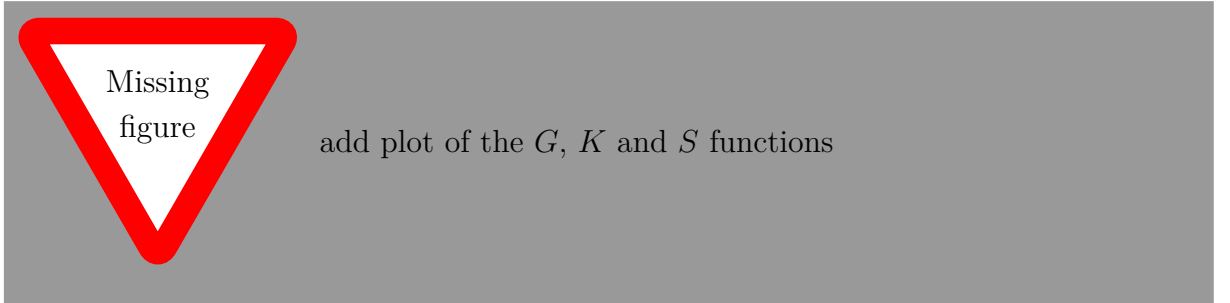 Missing
figure
add plot of the G, K and S functions